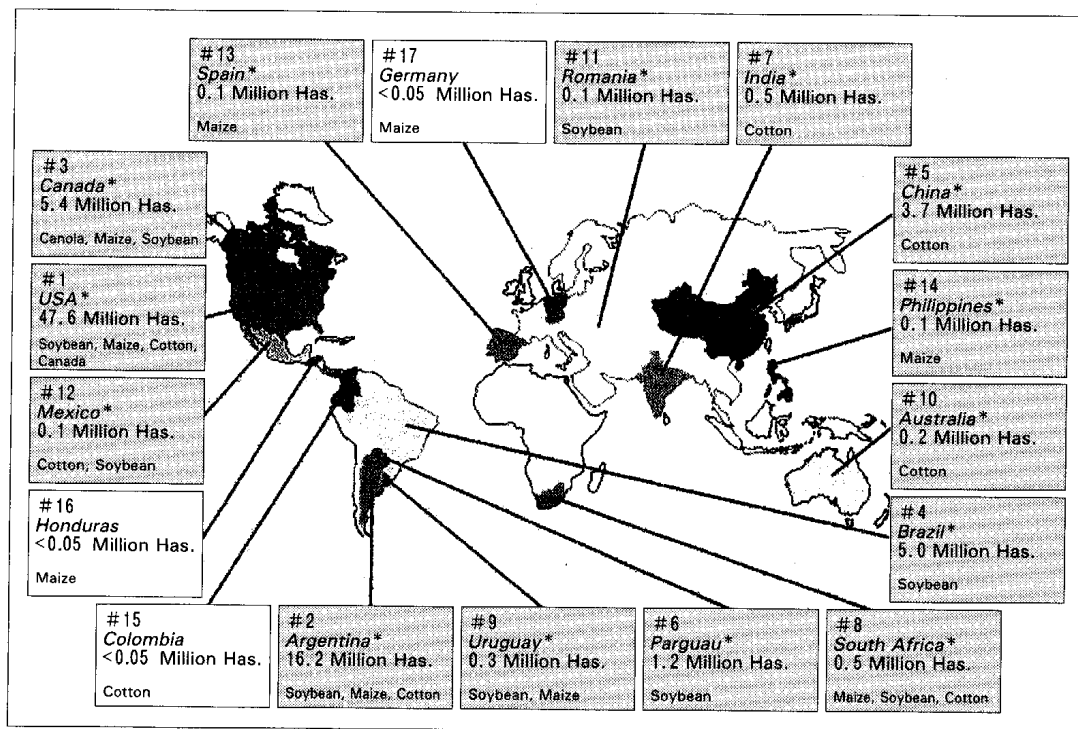 #13
Spain*
0.1 Million Has.
Maize
#17
Germany
<0.05 Million Has.
Maize
#11
Romania*
0.1 Million Has.
Soybean
#7
India*
0.5 Million Has.
Cotton
#3
Canada*
5.4 Million Has.
Canola, Maize, Soybean
#1
USA*
47.6 Million Has.
Soybean, Maize, Cotton,
Canada
#12
Mexico*
0.1 Million Has.
Cotton, Soybean
#16
Honduras
<0.05 Million Has.
Maize
#5
China*
3.7 Million Has.
Cotton
#14
Philippines*
0.1 Million Has.
Maize
#10
Australia*
0.2 Million Has.
Cotton
#4
Brazil*
5.0 Million Has.
Soybean
#15
Colombia
<0.05 Million Has.
Cotton
#2
Argentina*
16.2 Million Has.
Soybean, Maize, Cotton
#9
Uruguay*
0.3 Million Has.
Soybean, Maize
#6
Parguau*
1.2 Million Has.
Soybean
#8
South Africa*
0.5 Million Has.
Maize, Soybean, Cotton